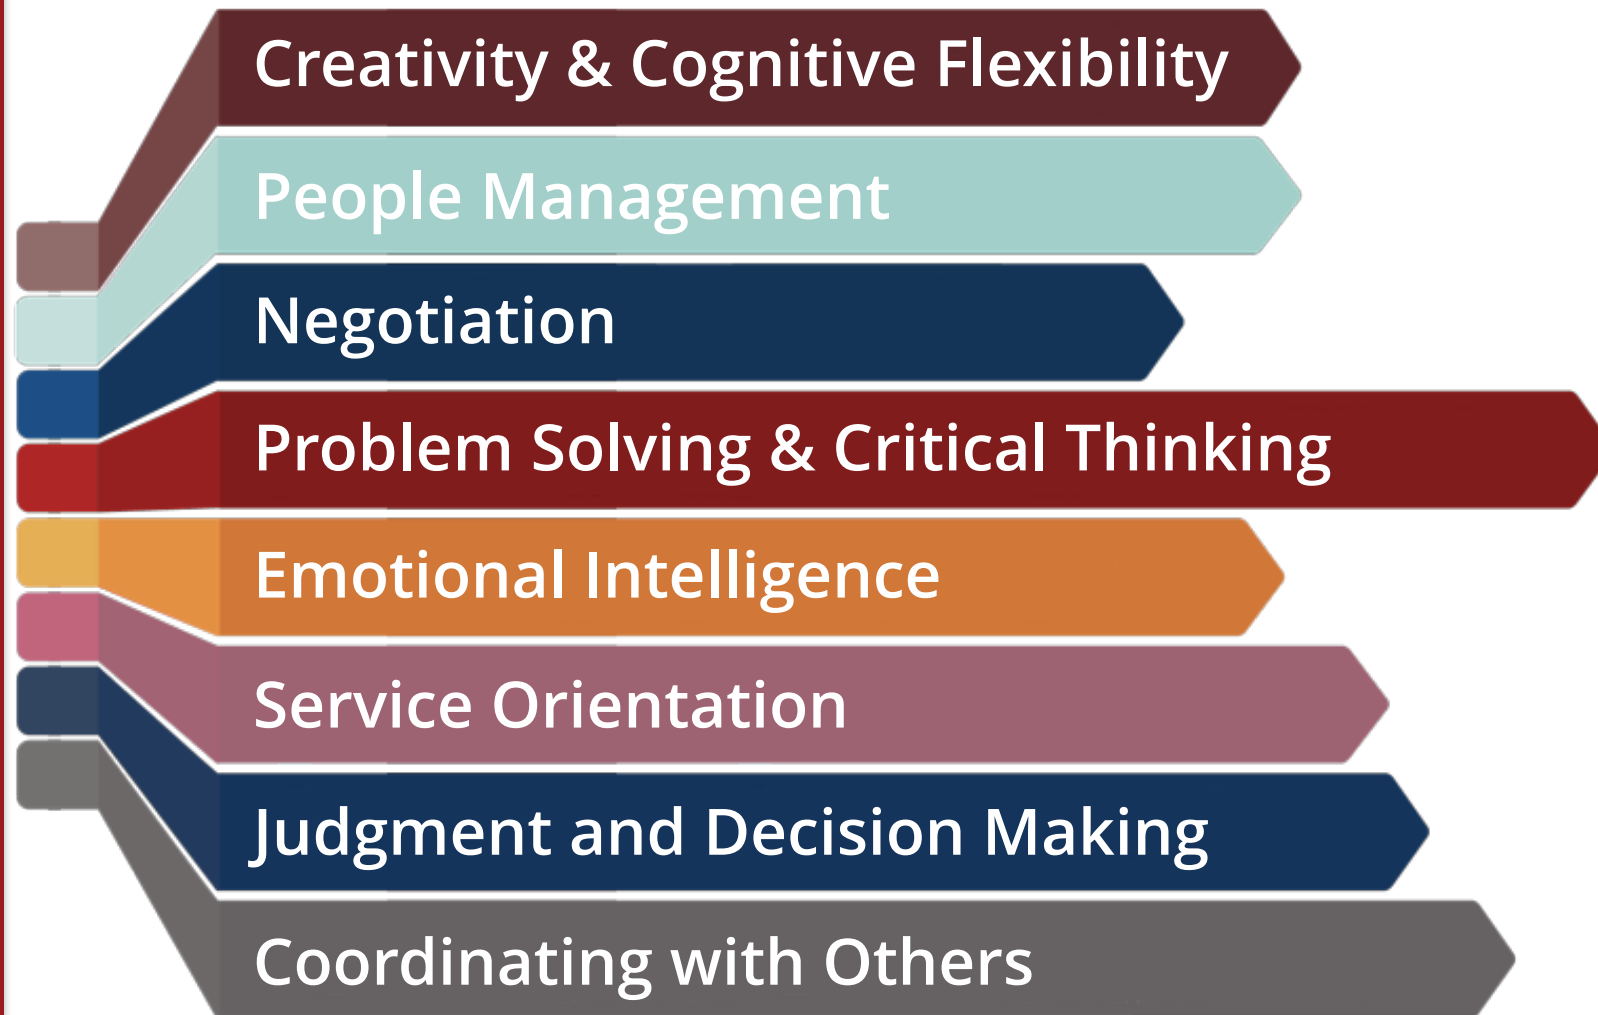 Creativity & Cognitive Flexibility
People Management
Negotiation
Problem Solving & Critical Thinking
Emotional Intelligence
Service Orientation
Judgment and Decision Making
Coordinating with Others